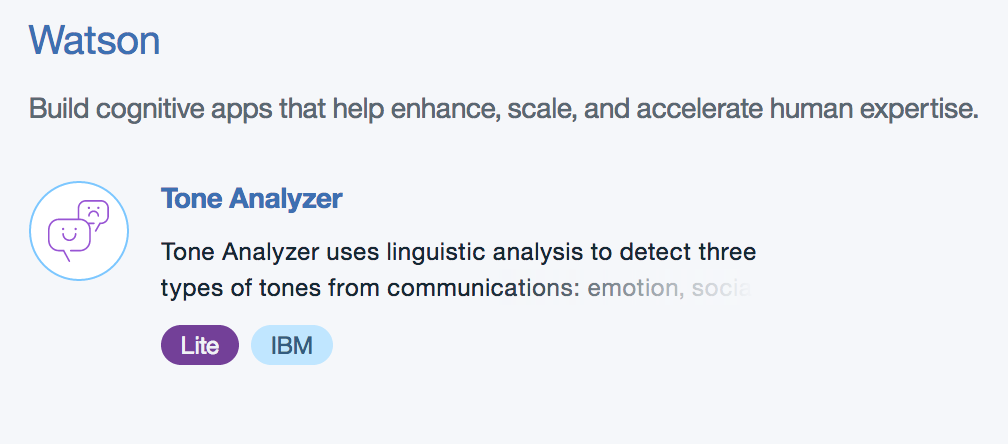 Watson
Build cognitive apps that help enhance, scale, and accelerate human expertise.
Tone Analyzer
Tone Analyzer uses linguistic analysis to detect three
types of tones from communications: emotion, socia
Lite
IBM